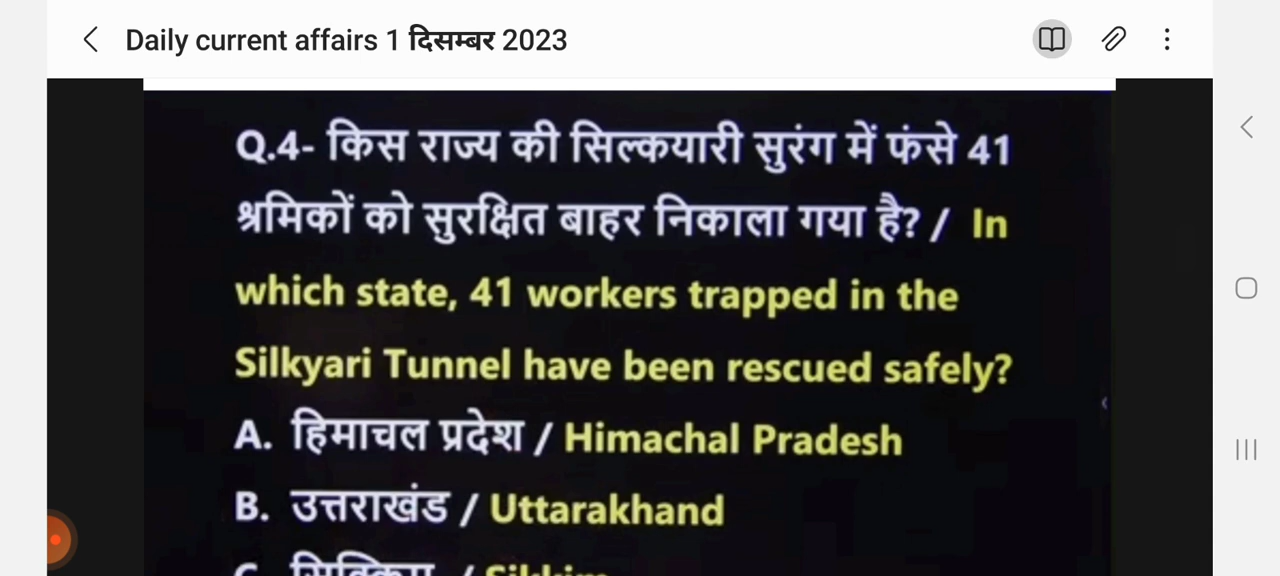 Daily current affairs 1 दिसम्बर 2023
Q.4- किस राज्य की सिल्कयारी सुरंग में फंसे 41
श्रमिकों को सुरक्षित बाहर निकाला गया है? / In
which state, 41 workers trapped in the
Silkyari Tunnel have been rescued safely?
A. हिमाचल प्रदेश / Himachal Pradesh
B. उत्तराखंड / Uttarakhand
C. सिक्किम / Sikkim